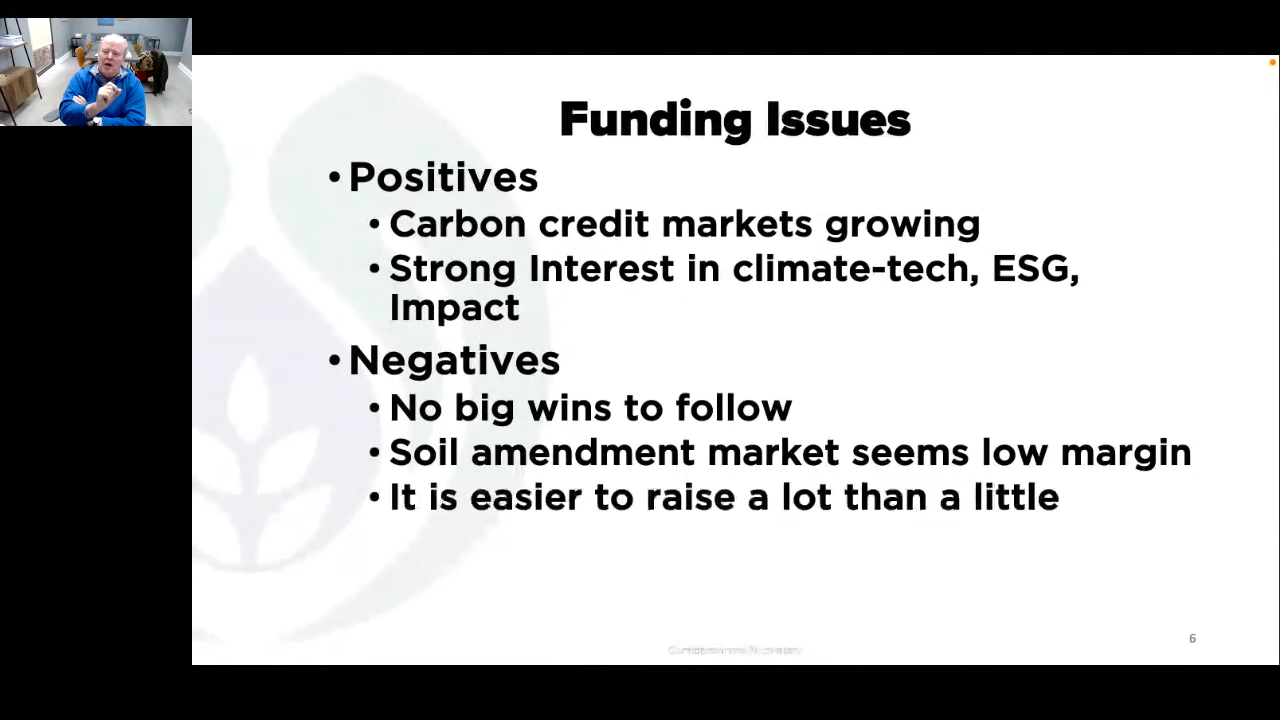 Funding Issues
• Positives
• Carbon credit markets growing
• Strong Interest in climate-tech, ESG,
Impact
• Negatives
• No big wins to follow
• Soil amendment market seems low margin
• It is easier to raise a lot than a little
6